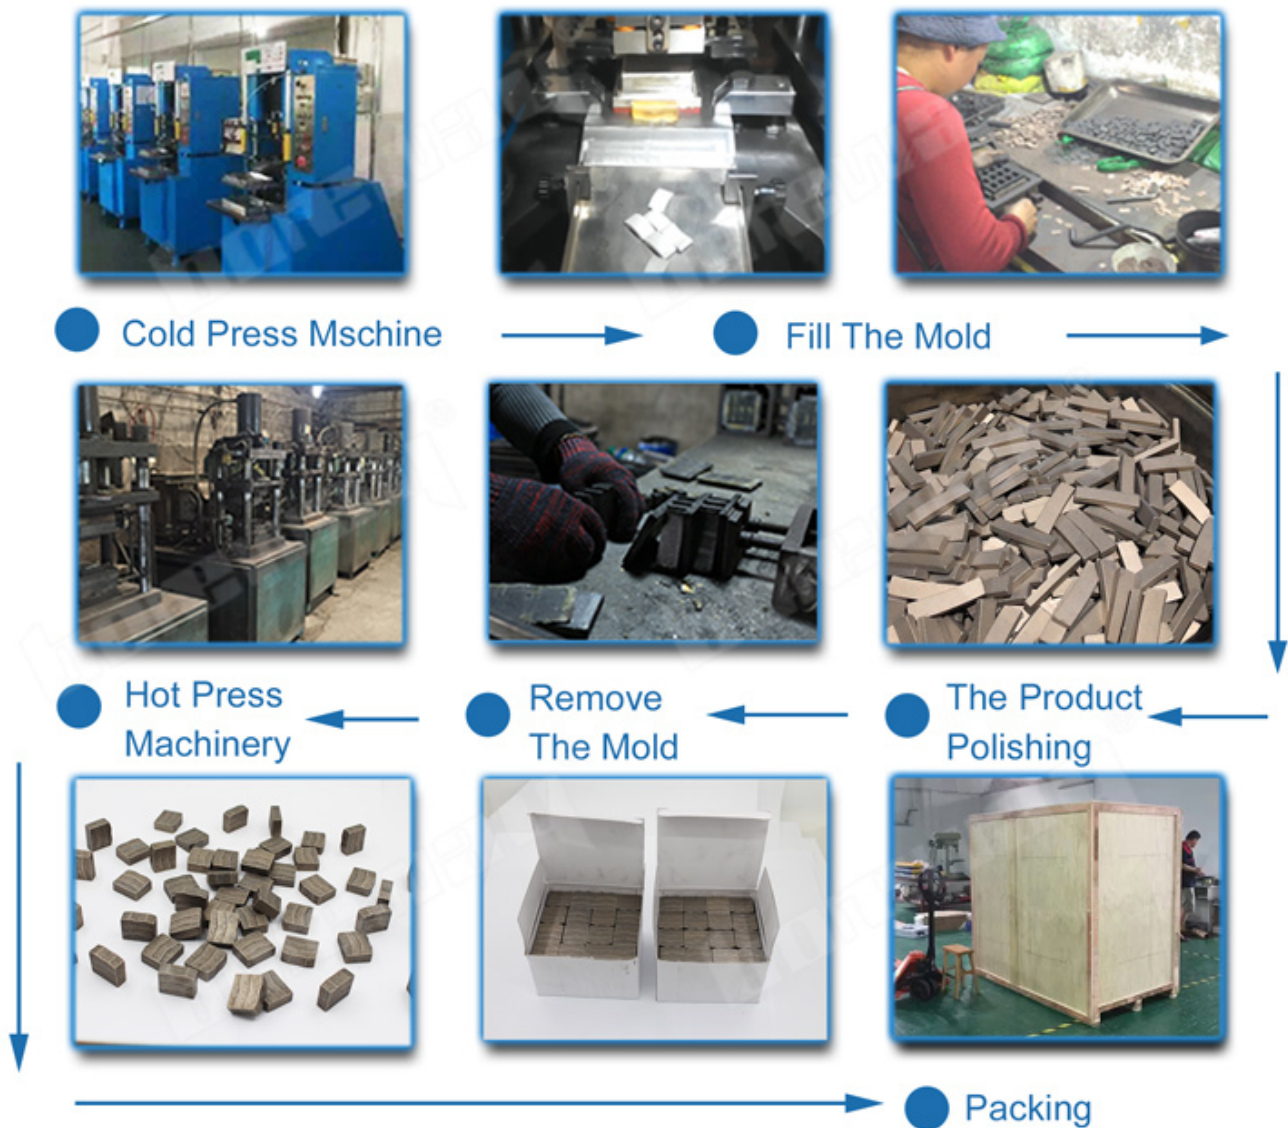 Cold Press Mschine
Fill The Mold
Hot Press
Machinery
Remove
The Mold
The Product
Polishing
Packing